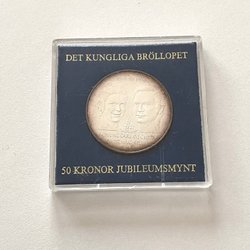 DET KUNGLIGA BRÖLLOPET
50 KRONOR JUBILEUMSMYNT